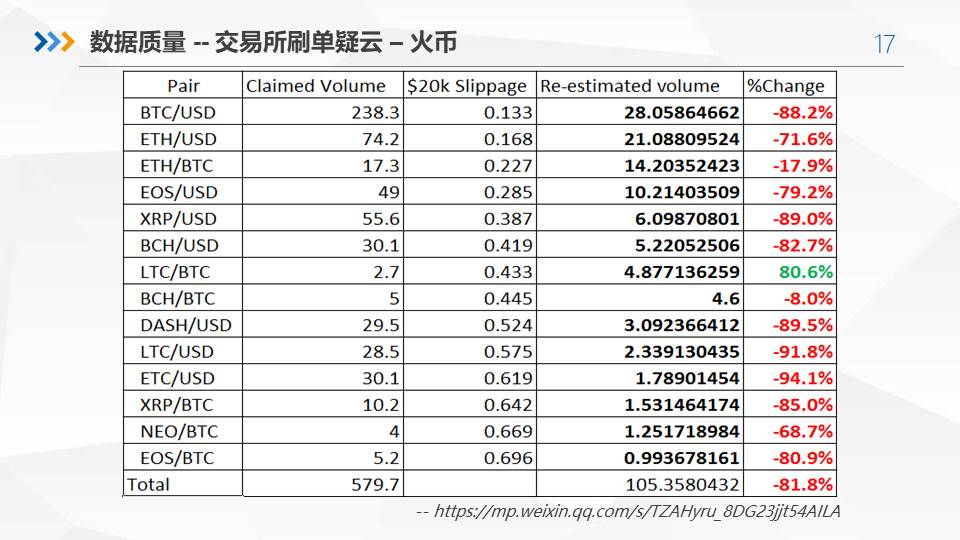 数据质量 -- 交易所刷单疑云 – 火币
17
Pair Claimed Volume $20k Slippage Re-estimated volume %Change
BTC/USD 238.3 0.133 28.05864662 -88.2%
ETH/USD 74.2 0.168 21.08809524 -71.6%
ETH/BTC 17.3 0.227 14.20352423 -17.9%
EOS/USD 49 0.285 10.21403509 -79.2%
XRP/USD 55.6 0.387 6.09870801 -89.0%
BCH/USD 30.1 0.419 5.22052506 -82.7%
LTC/BTC 2.7 0.433 4.877136259 80.6%
BCH/BTC 5 0.445 4.6 -8.0%
DASH/USD 29.5 0.524 3.092366412 -89.5%
LTC/USD 28.5 0.575 2.339130435 -91.8%
ETC/USD 30.1 0.619 1.78901454 -94.1%
XRP/BTC 10.2 0.642 1.531464174 -85.0%
NEO/BTC 4 0.669 1.251718984 -68.7%
EOS/BTC 5.2 0.696 0.993678161 -80.9%
Total 579.7 105.3580432 -81.8%
-- https://mp.weixin.qq.com/s/TZAHyru_8DG23jjt54AILA